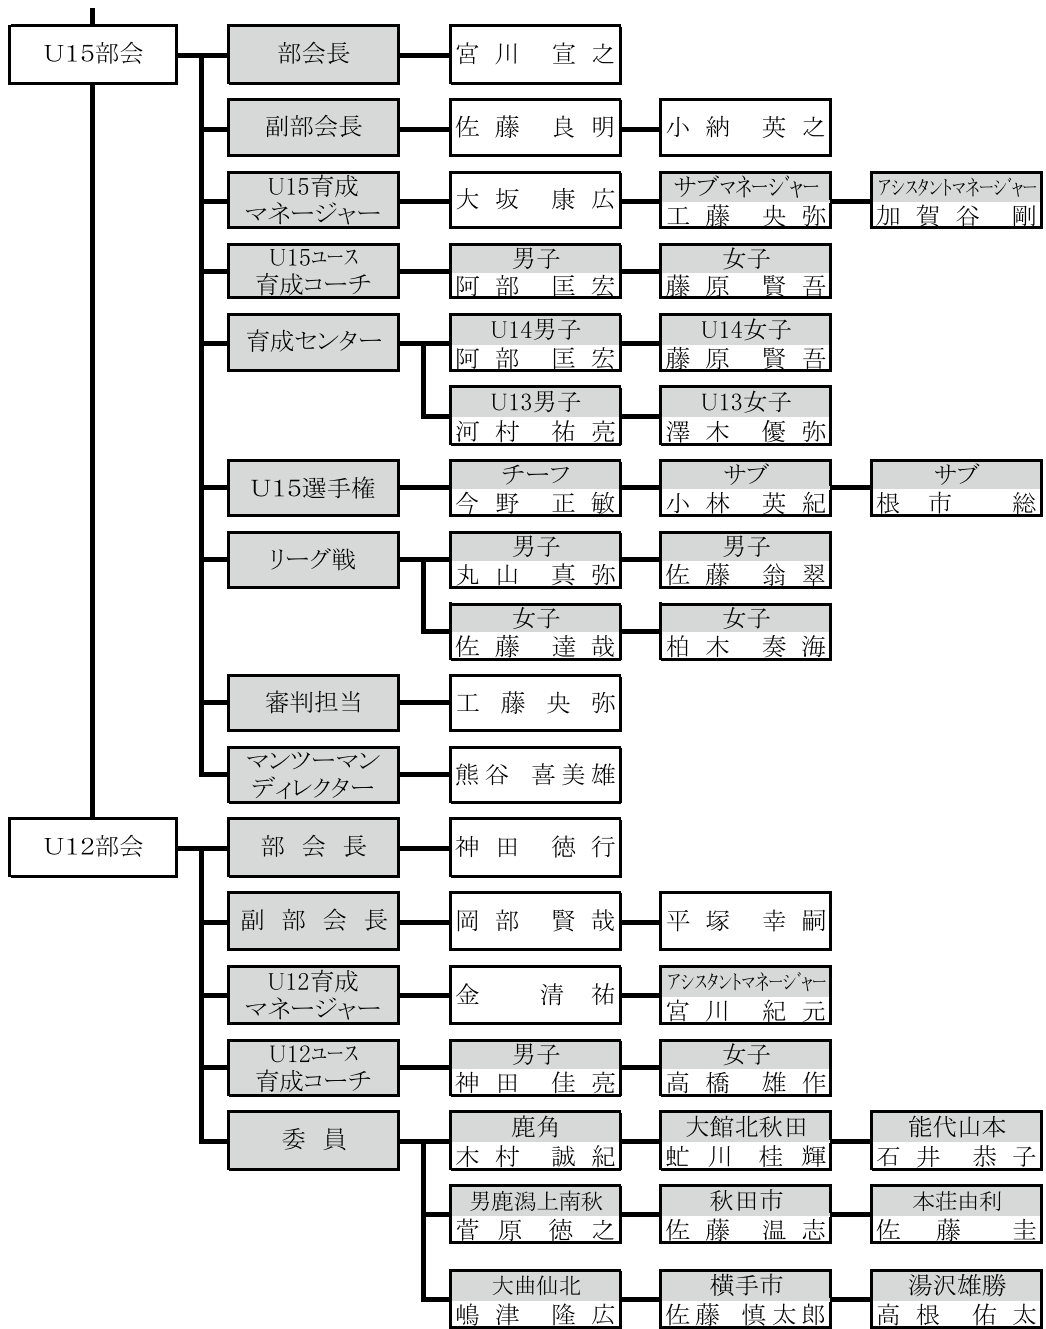 U15部会
部会長
宮川 宣之
副部会長
佐藤 良明
小納 英之
U15育成
マネージャー
大坂 康広
サブマネージャー
工藤 央弥
アシスタントマネージャー
加賀谷 剛
U15ユース
育成コーチ
男子
阿部 匡宏
女子
藤原 賢吾
育成センター
U14男子
阿部 匡宏
U14女子
藤原 賢吾
U13男子
河村 祐亮
U13女子
澤木 優弥
U15選手権
チーフ
今野 正敏
サブ
小林 英紀
サブ
根市 総
リーグ戦
男子
丸山 真弥
男子
佐藤 翁翠
女子
佐藤 達哉
女子
柏木 奏海
審判担当
工藤 央弥
マンツーマン
ディレクター
熊谷 喜美雄
U12部会
部会長
神田 徳行
副部会長
岡部 賢哉
平塚 幸嗣
U12育成
マネージャー
金 清祐
アシスタントマネージャー
宮川 紀元
U12ユース
育成コーチ
男子
神田 佳亮
女子
高橋 雄作
委員
鹿角
木村 誠紀
大館北秋田
虻川 桂輝
能代山本
石井 恭子
男鹿潟上南秋
菅原 徳之
秋田市
佐藤 温志
本荘由利
佐藤 圭
大曲仙北
嶋津 隆広
横手市
佐藤 慎太郎
湯沢雄勝
高根 佑太